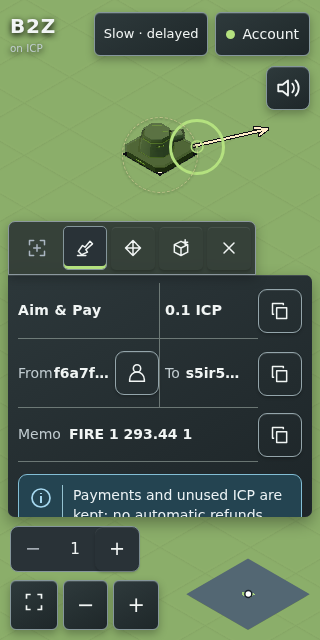 B2Z
on ICP
Slow · delayed
Account
Aim & Pay
0.1 ICP
From f6a7f…
To s5ir5…
Memo FIRE 1 293.44 1
Payments and unused ICP are
kept; no automatic refunds
− 1 +
− +